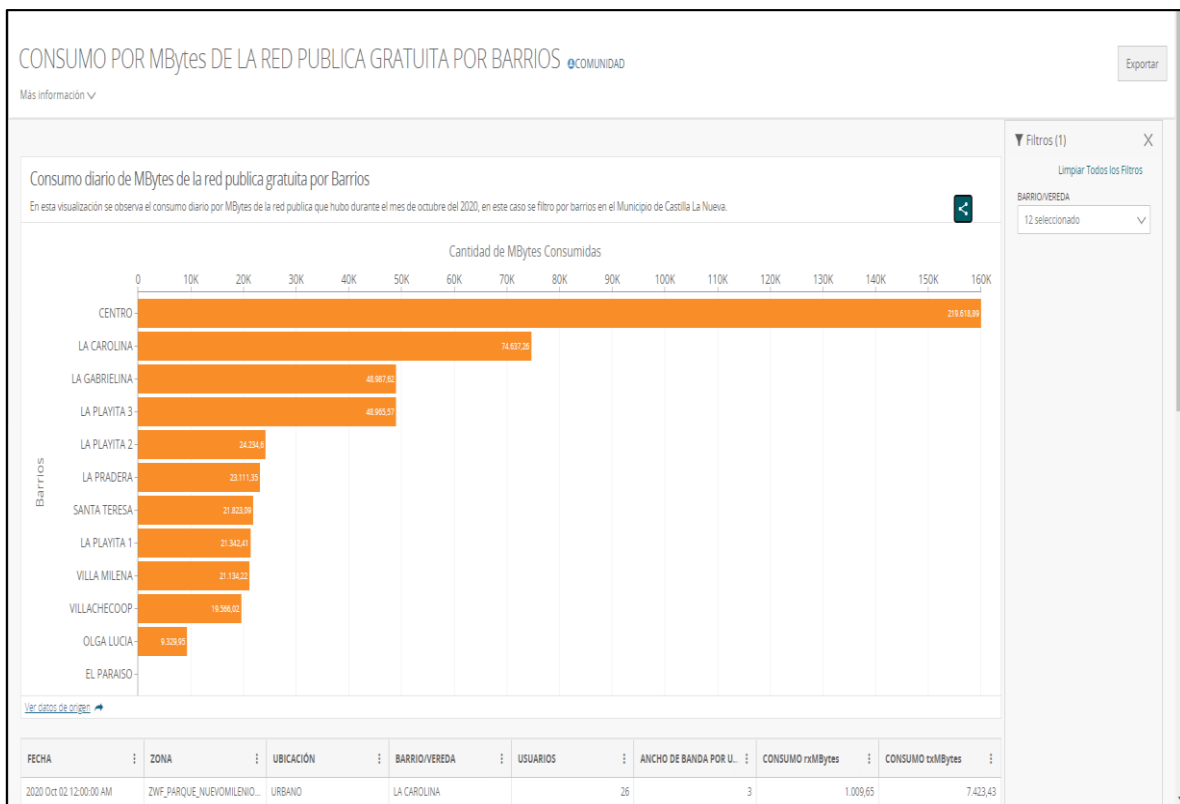 CONSUMO POR MBytes DE LA RED PUBLICA GRATUITA POR BARRIOS COMUNIDAD
Exportar
Más información
Filtros (1)
Limpiar Todos los Filtros
BARRIO/VEREDA
12 seleccionado
Consumo diario de MBytes de la red publica gratuita por Barrios
En esta visualización se observa el consumo diario por MBytes de la red publica que hubo durante el mes de octubre del 2020, en este caso se filtro por barrios en el Municipio de Castilla La Nueva.
Cantidad de MBytes Consumidas
0 10K 20K 30K 40K 50K 60K 70K 80K 90K 100K 110K 120K 130K 140K 150K 160K
Barrios
CENTRO 219.618,89
LA CAROLINA 74.637,26
LA GABRIELINA 48.987,62
LA PLAYITA 3 48.965,57
LA PLAYITA 2 24.234,6
LA PRADERA 23.111,35
SANTA TERESA 21.823,09
LA PLAYITA 1 21.342,41
VILLA MILENA 21.134,22
VILLACHECOOP 19.566,02
OLGA LUCIA 9.329,95
EL PARAISO
Ver datos de origen
FECHA ZONA UBICACIÓN BARRIO/VEREDA USUARIOS ANCHO DE BANDA POR U... CONSUMO rxMBytes CONSUMO txMBytes
2020 Oct 02 12:00:00 AM ZWF_PARQUE_NUEVOMILENIO... URBANO LA CAROLINA 26 3 1.009,65 7.423,43